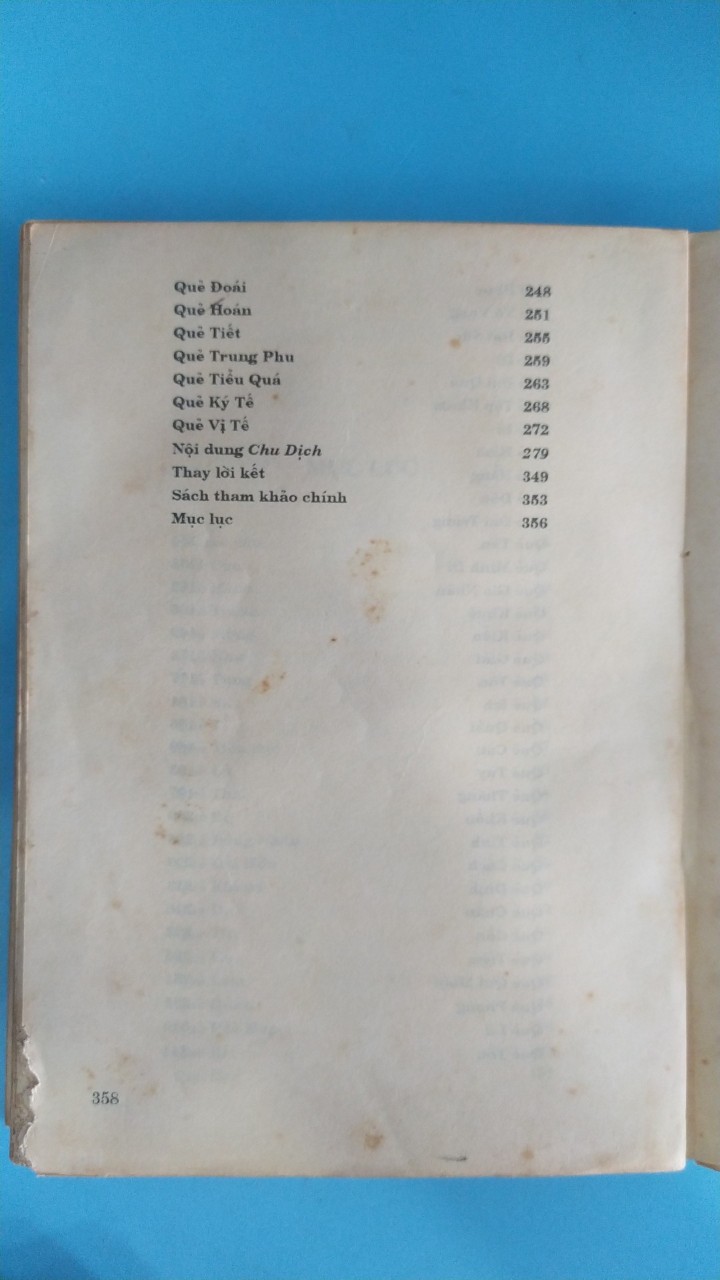 Quẻ Đoái 248
Quẻ Hoán 251
Quẻ Tiết 255
Quẻ Trung Phu 259
Quẻ Tiểu Quá 263
Quẻ Ký Tế 268
Quẻ Vị Tế 272
Nội dung Chu Dịch 279
Thay lời kết 349
Sách tham khảo chính 353
Mục lục 356
358